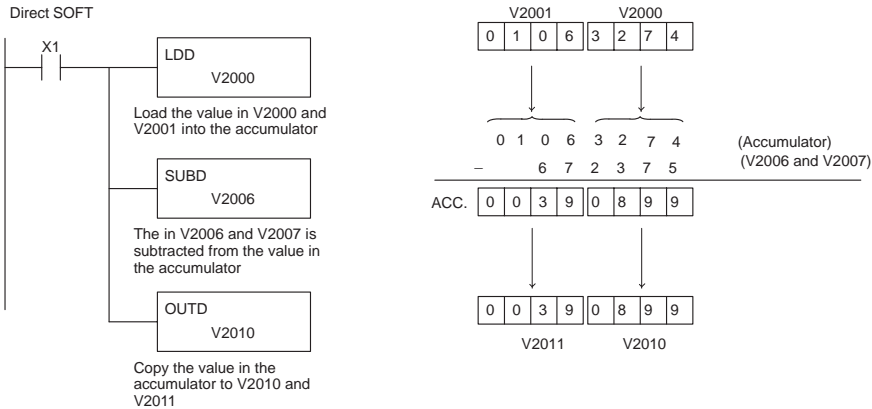 Direct SOFT
X1
LDD
V2000
Load the value in V2000 and
V2001 into the accumulator
SUBD
V2006
The in V2006 and V2007 is
subtracted from the value in
the accumulator
OUTD
V2010
Copy the value in the
accumulator to V2010 and
V2011
V2001 V2000
0 1 0 6 3 2 7 4
0 1 0 6 3 2 7 4 (Accumulator)
– 6 7 2 3 7 5 (V2006 and V2007)
ACC. 0 0 3 9 0 8 9 9
0 0 3 9 0 8 9 9
V2011 V2010